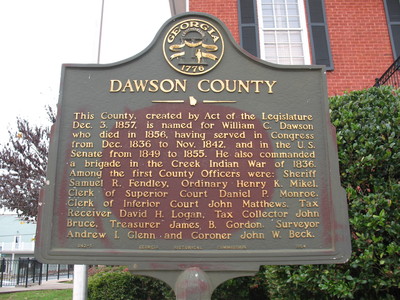 GEORGIA
1776
DAWSON COUNTY
This County, created by Act of the Legislature
Dec. 3, 1857, is named for William C. Dawson
who died in 1856, having served in Congress
from Dec. 1836 to Nov. 1842, and in the U.S.
Senate from 1849 to 1855. He also commanded
a brigade in the Creek Indian War of 1836.
Among the first County Officers were: Sheriff
Samuel R. Fendley, Ordinary Henry K. Mikel,
Clerk of Superior Court Daniel P. Monroe,
Clerk of Inferior Court John Matthews, Tax
Receiver David H. Logan, Tax Collector John
Bruce, Treasurer James B. Gordon, Surveyor
Andrew I. Glenn and Coroner John W. Beck.
GEORGIA HISTORICAL COMMISSION